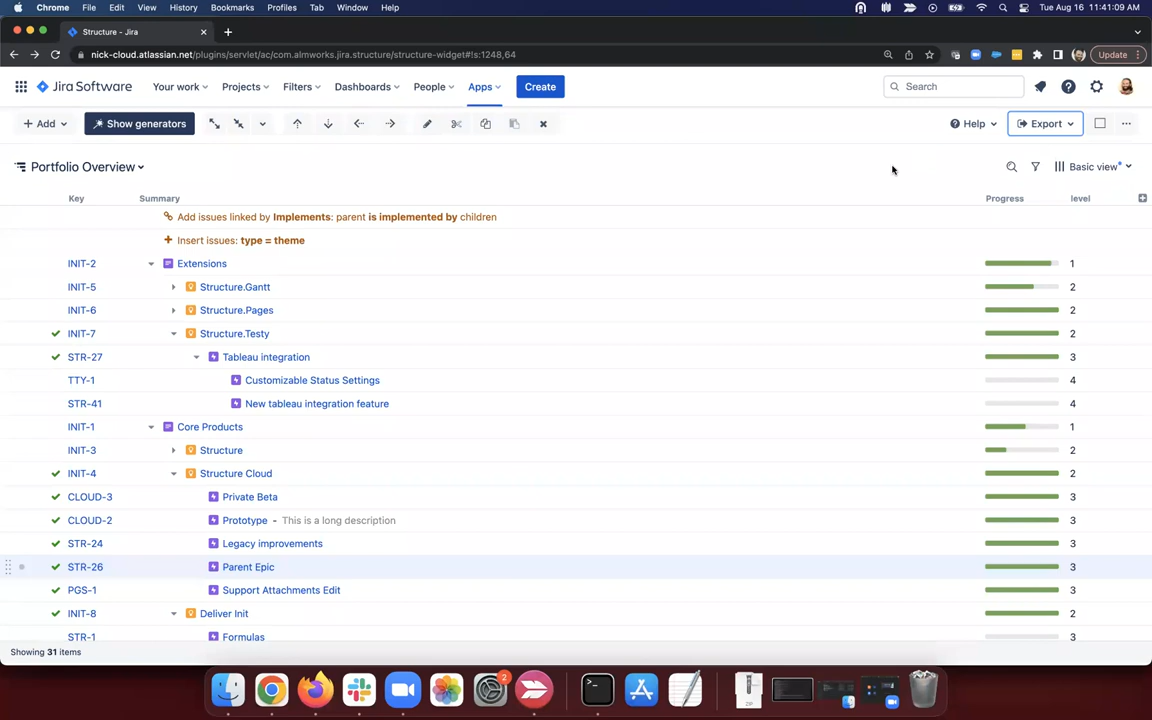 Chrome File Edit View History Bookmarks Profiles Tab Window Help Tue Aug 16 11:41:09 AM
Structure - Jira
nick-cloud.atlassian.net/plugins/servlet/ac/com.almworks.jira.structure/structure-widget#!s:1248,64 Update
Jira Software Your work Projects Filters Dashboards People Apps Create Search
Add Show generators Help Export
Portfolio Overview Basic view
Key Summary Progress level
Add issues linked by Implements: parent is implemented by children
Insert issues: type = theme
INIT-2 Extensions 1
INIT-5 Structure.Gantt 2
INIT-6 Structure.Pages 2
INIT-7 Structure.Testy 2
STR-27 Tableau integration 3
TTY-1 Customizable Status Settings 4
STR-41 New tableau integration feature 4
INIT-1 Core Products 1
INIT-3 Structure 2
INIT-4 Structure Cloud 2
CLOUD-3 Private Beta 3
CLOUD-2 Prototype - This is a long description 3
STR-24 Legacy improvements 3
STR-26 Parent Epic 3
PGS-1 Support Attachments Edit 3
INIT-8 Deliver Init 2
STR-1 Formulas 3
Showing 31 items
2
ZIP